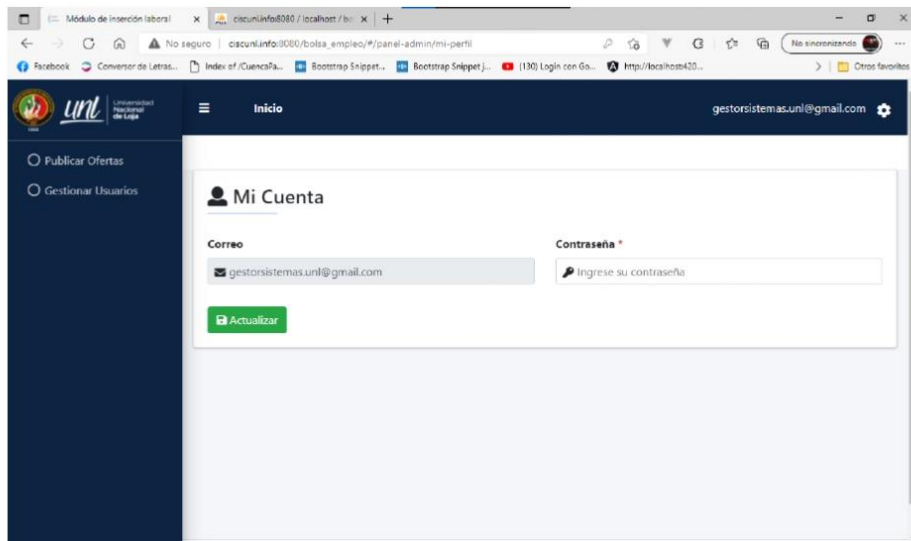 Módulo de inserción laboral
ciscunl.info:8080 / localhost / bo
No seguro
ciscunl.info:8080/bolsa_empleo/#/panel-admin/mi-perfil
No sincronizando
Facebook
Conversor de Letras...
Index of /CuencaPa...
Bootstrap Snippet...
Bootstrap Snippet J...
(130) Login con Go...
http://localhost:420...
Otros favoritos
unl
Universidad
Nacional
de Loja
Inicio
gestorsistemas.unl@gmail.com
Publicar Ofertas
Gestionar Usuarios
Mi Cuenta
Correo
Contraseña *
gestorsistemas.unl@gmail.com
Ingrese su contraseña
Actualizar